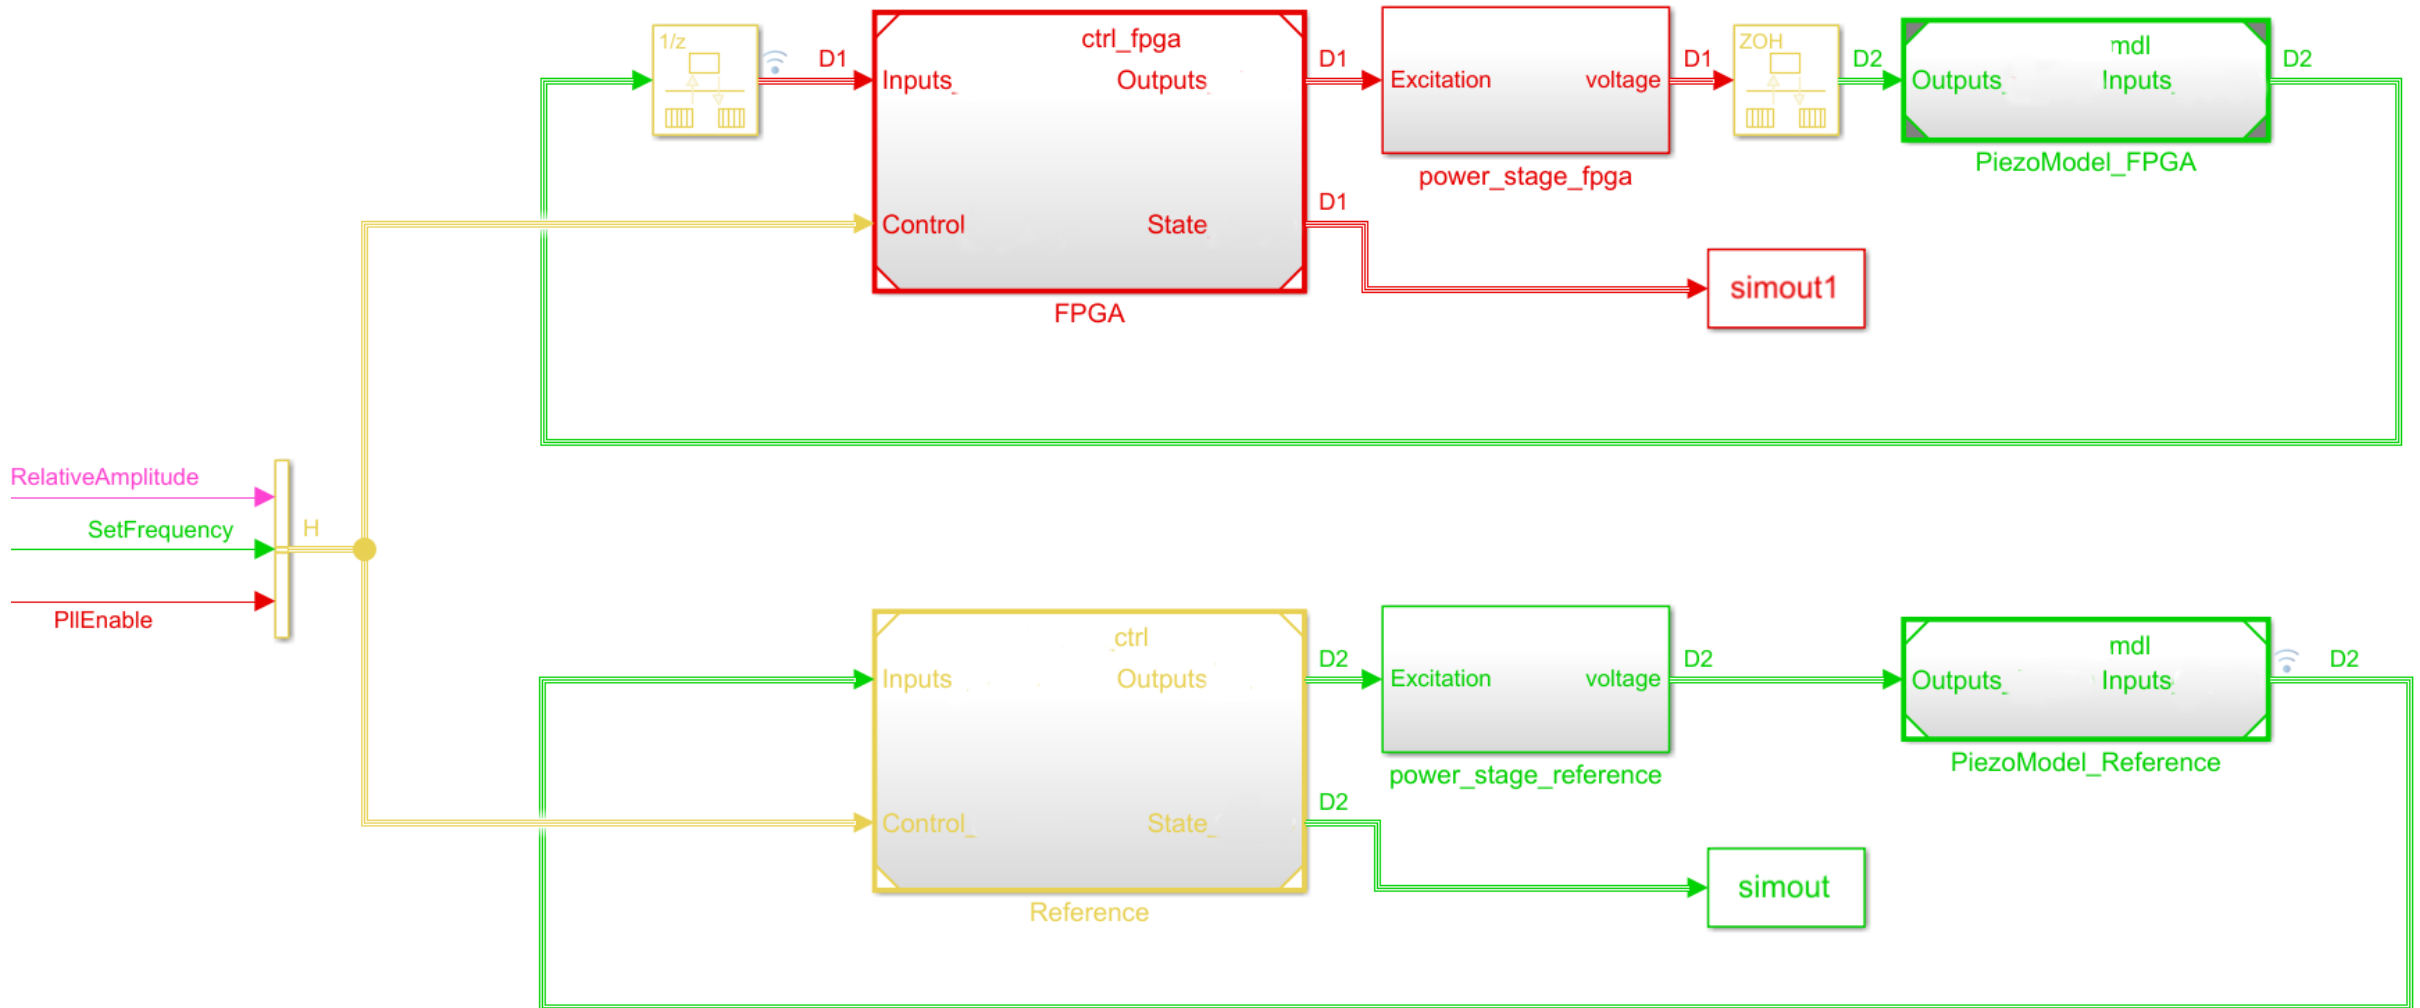 1/z
D1
Inputs
ctrl_fpga
Outputs
D1
Excitation
voltage
D1
ZOH
D2
Outputs
mdl
Inputs
D2
power_stage_fpga
PiezoModel_FPGA
Control
State
D1
simout1
FPGA
RelativeAmplitude
SetFrequency
H
PllEnable
Inputs
ctrl
Outputs
D2
Excitation
voltage
D2
Outputs
mdl
Inputs
D2
power_stage_reference
PiezoModel_Reference
Control
State
D2
simout
Reference